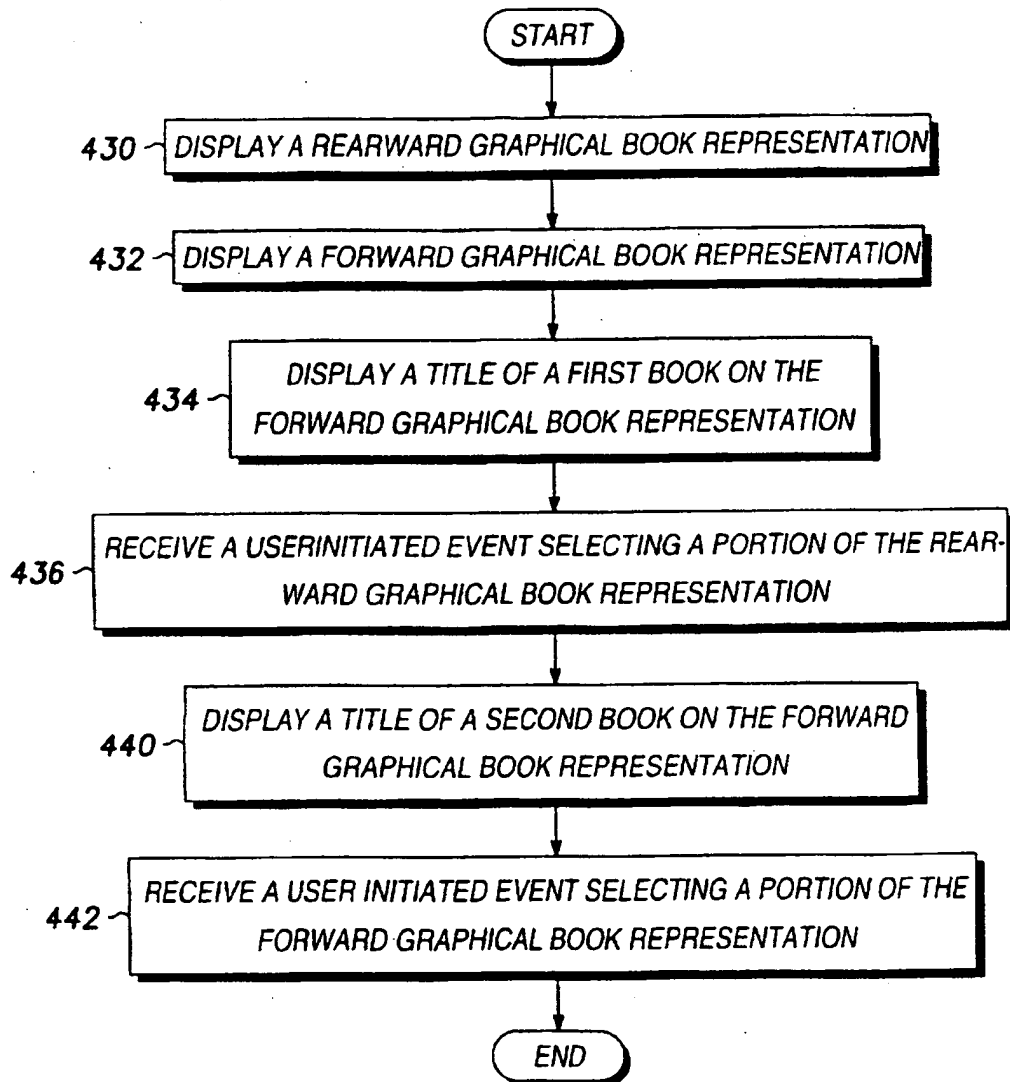 START
430 DISPLAY A REARWARD GRAPHICAL BOOK REPRESENTATION
432 DISPLAY A FORWARD GRAPHICAL BOOK REPRESENTATION
434 DISPLAY A TITLE OF A FIRST BOOK ON THE
FORWARD GRAPHICAL BOOK REPRESENTATION
436 RECEIVE A USERINITIATED EVENT SELECTING A PORTION OF THE REAR-
WARD GRAPHICAL BOOK REPRESENTATION
440 DISPLAY A TITLE OF A SECOND BOOK ON THE FORWARD
GRAPHICAL BOOK REPRESENTATION
442 RECEIVE A USER INITIATED EVENT SELECTING A PORTION OF THE
FORWARD GRAPHICAL BOOK REPRESENTATION
END